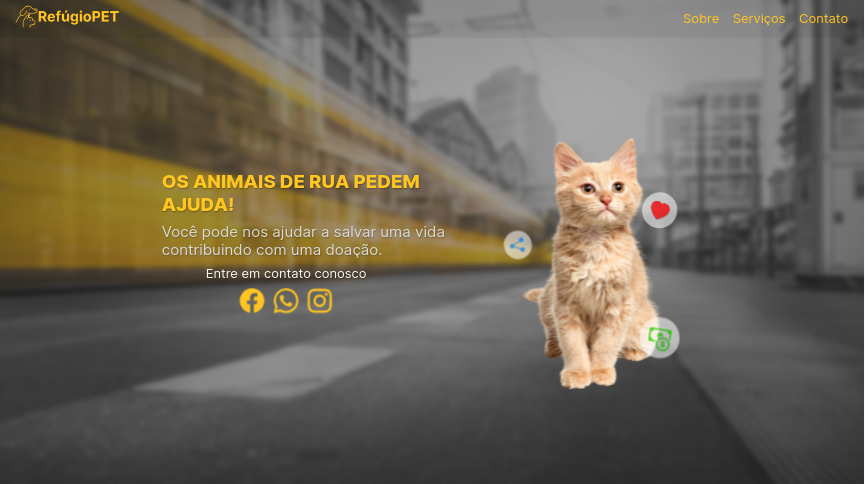 RefúgioPET
Sobre Serviços Contato
OS ANIMAIS DE RUA PEDEM
AJUDA!
Você pode nos ajudar a salvar uma vida
contribuindo com uma doação.
Entre em contato conosco